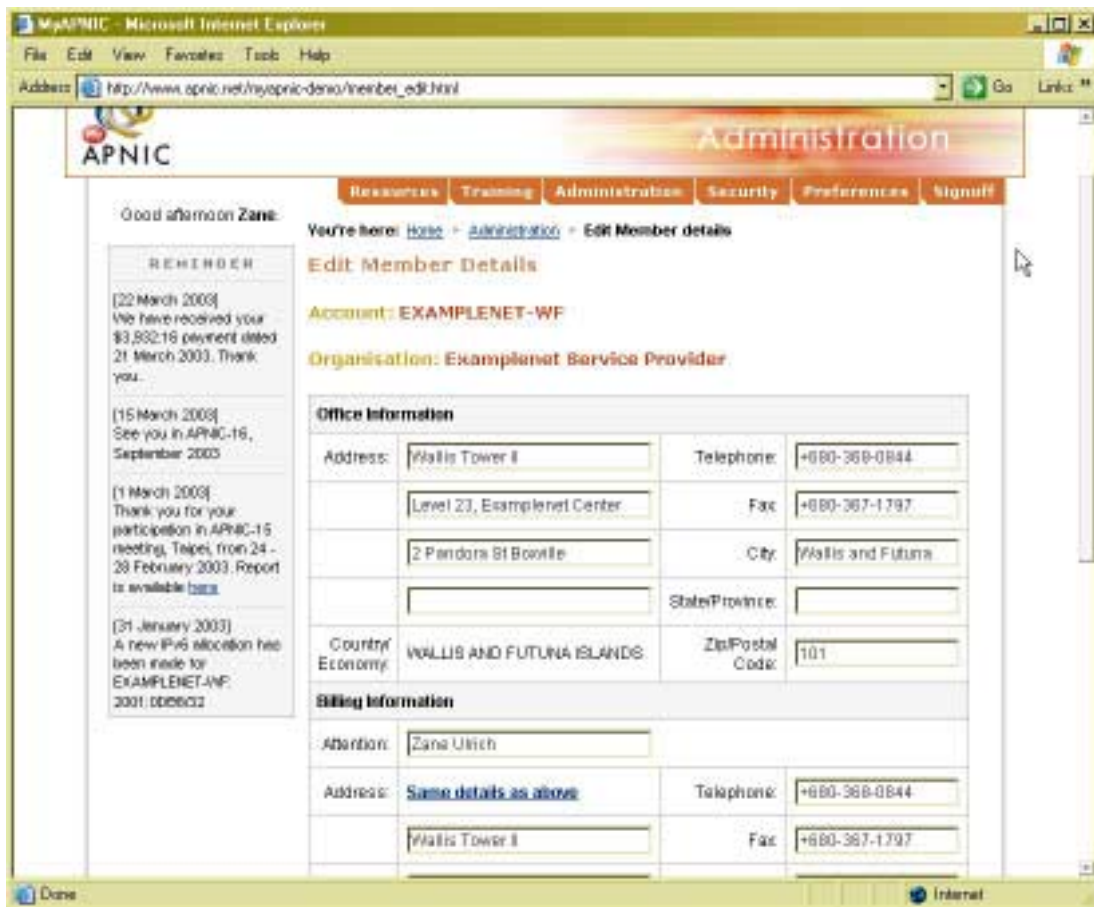 MyAPNIC - Microsoft Internet Explorer
File Edit View Favorites Tools Help
Address http://www.apnic.net/myapnic-demo/member_edit.html Go Links »
my
APNIC
Administration
Resources Training Administration Security Preferences Signoff
Good afternoon Zane
You're here: Home Administration Edit Member details
REMINDER
[22 March 2003]
We have received your
$3,932.16 payment dated
21 March 2003. Thank
you.
[15 March 2003]
See you in APNIC-16,
September 2003
[1 March 2003]
Thank you for your
participation in APNIC-15
meeting, Taipei, from 24 -
28 February 2003. Report
is available here
[31 January 2003]
A new IPv6 allocation has
been made for
EXAMPLENET-WF:
Edit Member Details
Account: EXAMPLENET-WF
Organisation: Examplenet Service Provider
Office Information
Address: Wallis Tower II Telephone: +680-368-0844
Level 23, Examplenet Center Fax: +680-367-1797
2 Pandora St Boxville City: Wallis and Futuna
State/Province:
Country/
Economy: WALLIS AND FUTUNA ISLANDS Zip/Postal
Code: 101
Billing Information
Attention: Zane Ulrich
Address: Same details as above Telephone: +680-368-0844
Wallis Tower II Fax: +680-367-1797
Done Internet